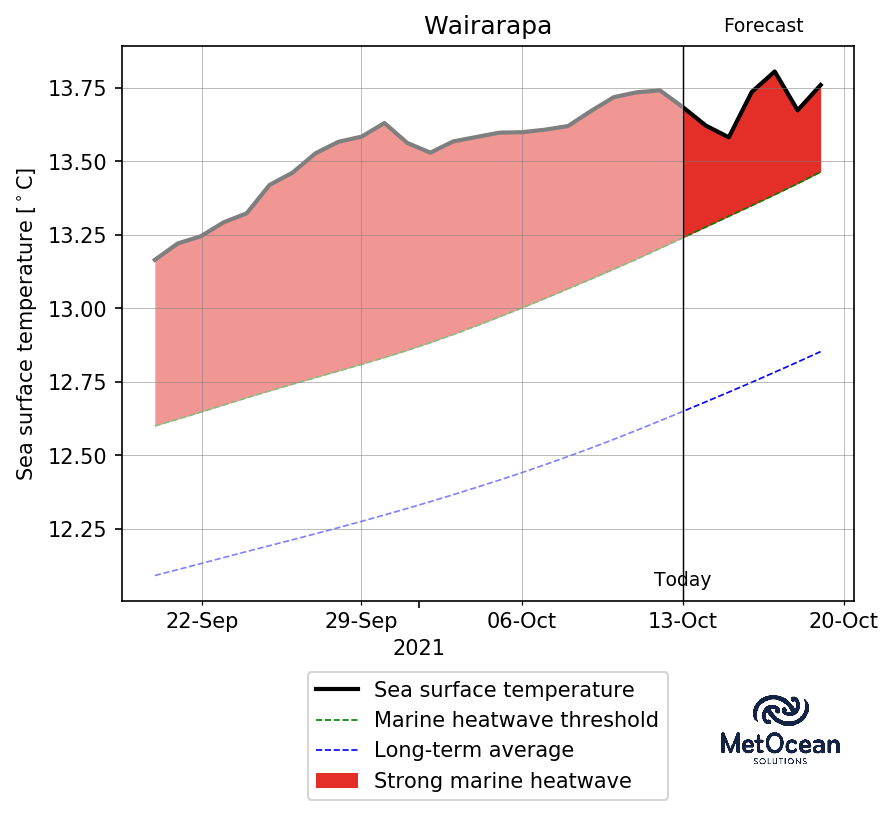 Wairarapa
Forecast
Sea surface temperature [°C]
13.75
13.50
13.25
13.00
12.75
12.50
12.25
Today
22-Sep 29-Sep 06-Oct 13-Oct 20-Oct
2021
Sea surface temperature
Marine heatwave threshold
Long-term average
Strong marine heatwave
MetOcean
SOLUTIONS